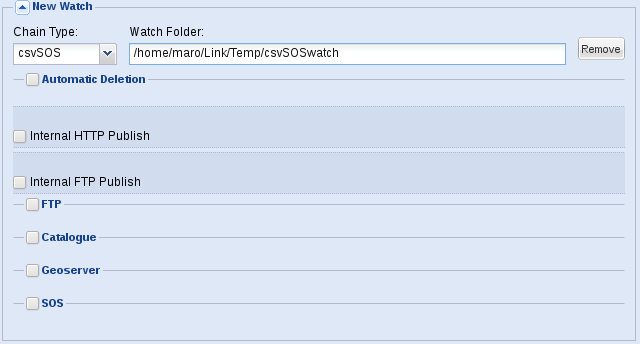 New Watch
Chain Type: Watch Folder:
csvSOS /home/maro/Link/Temp/csvSOSwatch Remove
Automatic Deletion
Internal HTTP Publish
Internal FTP Publish
FTP
Catalogue
Geoserver
SOS